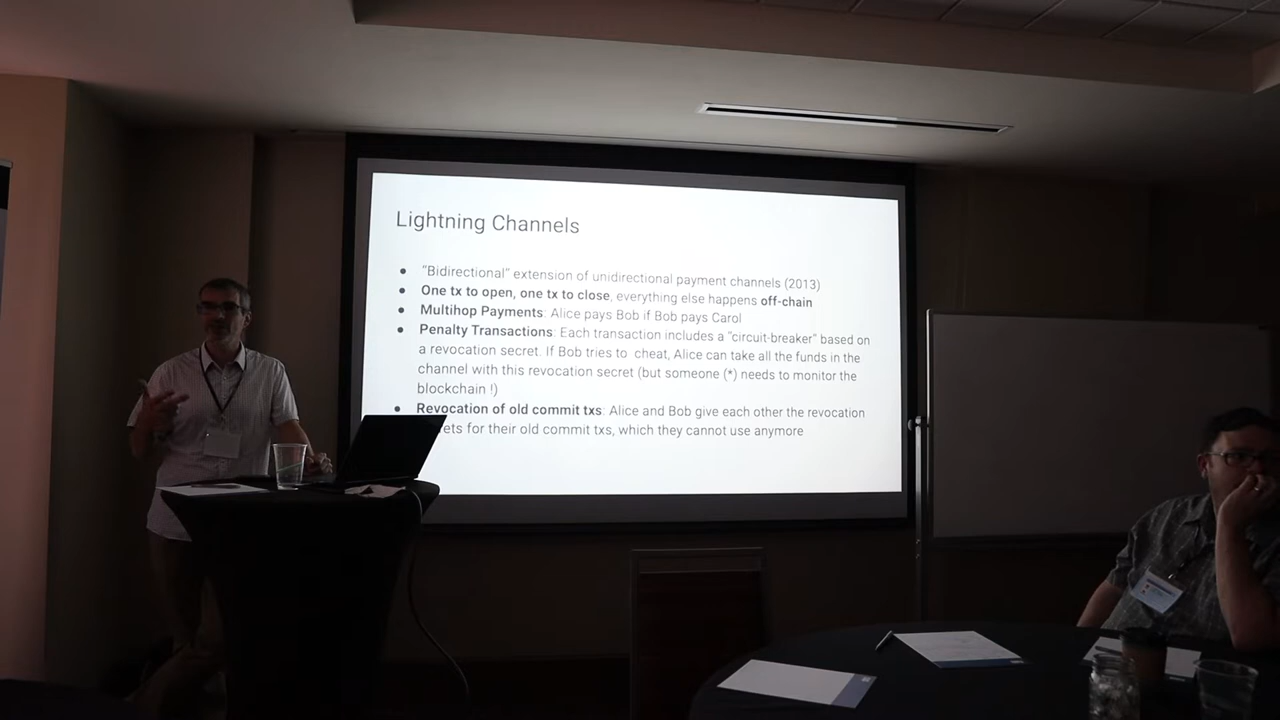 Lightning Channels
"Bidirectional" extension of unidirectional payment channels (2013)
One tx to open, one tx to close, everything else happens off-chain
Multihop Payments: Alice pays Bob if Bob pays Carol
Penalty Transactions: Each transaction includes a "circuit-breaker" based on
a revocation secret. If Bob tries to cheat, Alice can take all the funds in the
channel with this revocation secret (but someone (*) needs to monitor the
blockchain !)
Revocation of old commit txs: Alice and Bob give each other the revocation
ets for their old commit txs, which they cannot use anymore